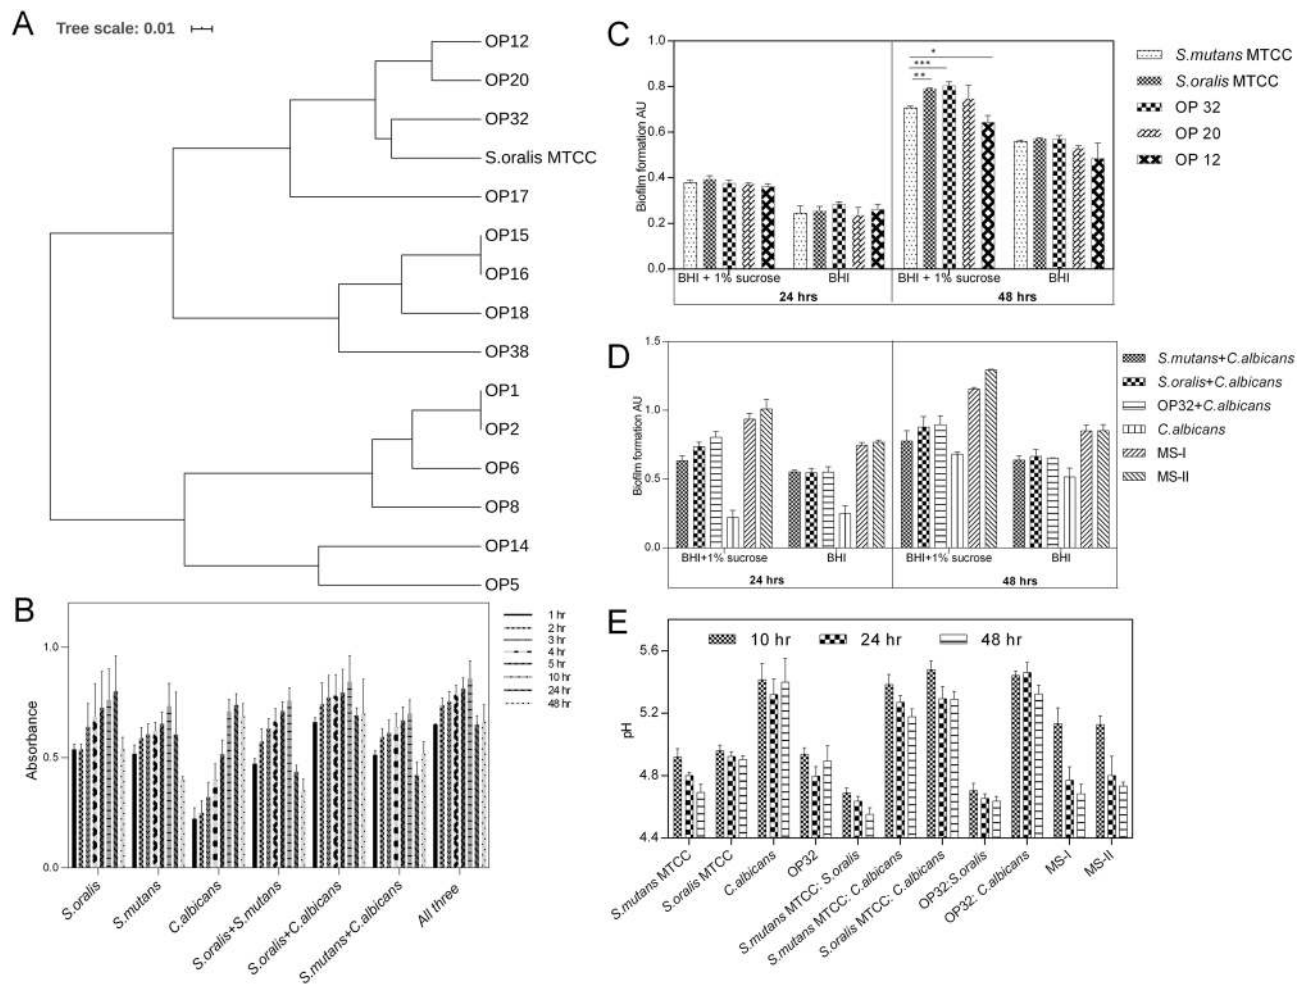 A
Tree scale: 0.01
OP12
OP20
OP32
S.oralis MTCC
OP17
OP15
OP16
OP18
OP38
OP1
OP2
OP6
OP8
OP14
OP5
B
Absorbance
1.0
0.5
0.0
1 hr
2 hr
3 hr
4 hr
5 hr
10 hr
24 hr
48 hr
S.oralis
S.mutans
C.albicans
S.oralis+S.mutans
S.oralis+C.albicans
S.mutans+C.albicans
All three
C
Biofilm formation AU
1.0
0.8
0.6
0.4
0.2
0.0
*
***
**
BHI + 1% sucrose
BHI
BHI + 1% sucrose
BHI
24 hrs
48 hrs
S.mutans MTCC
S.oralis MTCC
OP 32
OP 20
OP 12
D
Biofilm formation AU
1.5
1.0
0.5
0.0
BHI+1% sucrose
BHI
BHI+1% sucrose
BHI
24 hrs
48 hrs
S.mutans+C.albicans
S.oralis+C.albicans
OP32+C.albicans
C.albicans
MS-I
MS-II
E
pH
5.6
5.2
4.8
4.4
10 hr
24 hr
48 hr
S.mutans MTCC
S.oralis MTCC
C.albicans
OP32
S.mutans MTCC: S.oralis
S.mutans MTCC: C.albicans
S.oralis MTCC: C.albicans
OP32:S.oralis
OP32: C.albicans
MS-I
MS-II